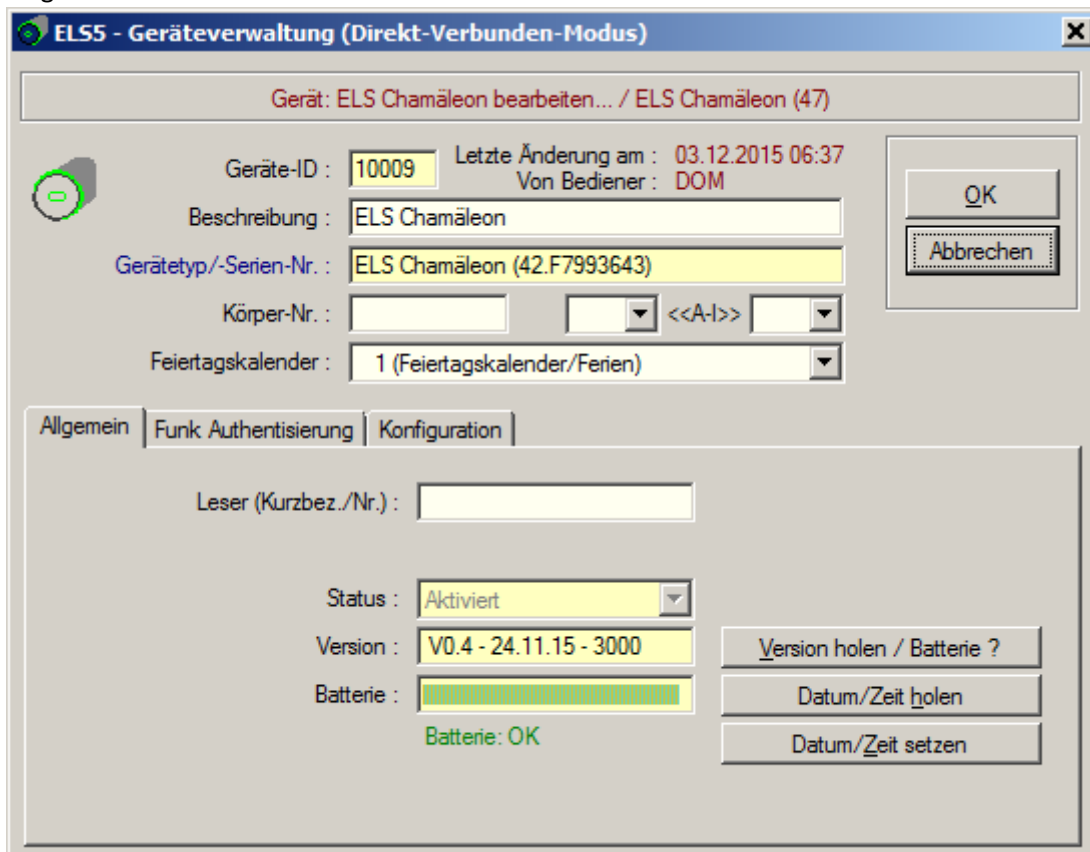 ELS5 - Geräteverwaltung (Direkt-Verbunden-Modus)
Gerät: ELS Chamäleon bearbeiten... / ELS Chamäleon (47)
Geräte-ID : 10009 Letzte Änderung am : 03.12.2015 06:37
Von Bediener : DOM
OK
Beschreibung : ELS Chamäleon
Abbrechen
Gerätetyp/-Serien-Nr. : ELS Chamäleon (42.F7993643)
Körper-Nr. : <<A-I>>
Feiertagskalender : 1 (Feiertagskalender/Ferien)
Allgemein Funk Authentisierung Konfiguration
Leser (Kurzbez./Nr.) :
Status : Aktiviert
Version : V0.4 - 24.11.15 - 3000 Version holen / Batterie ?
Batterie : Datum/Zeit holen
Batterie: OK Datum/Zeit setzen